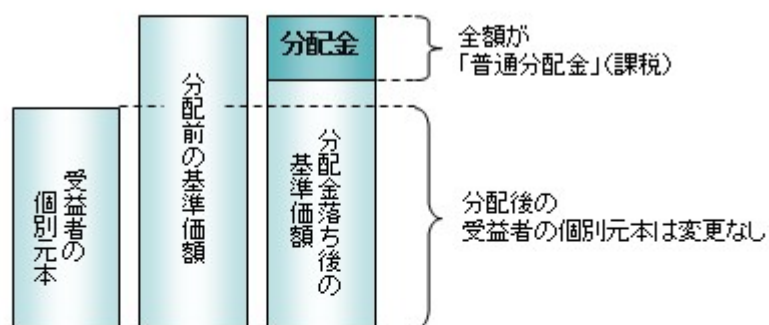 分配金
全額が
「普通分配金」(課税)
受益者の
個別元本
分配前の基準価額
分配金落ち後の
基準価額
分配後の
受益者の個別元本は変更なし